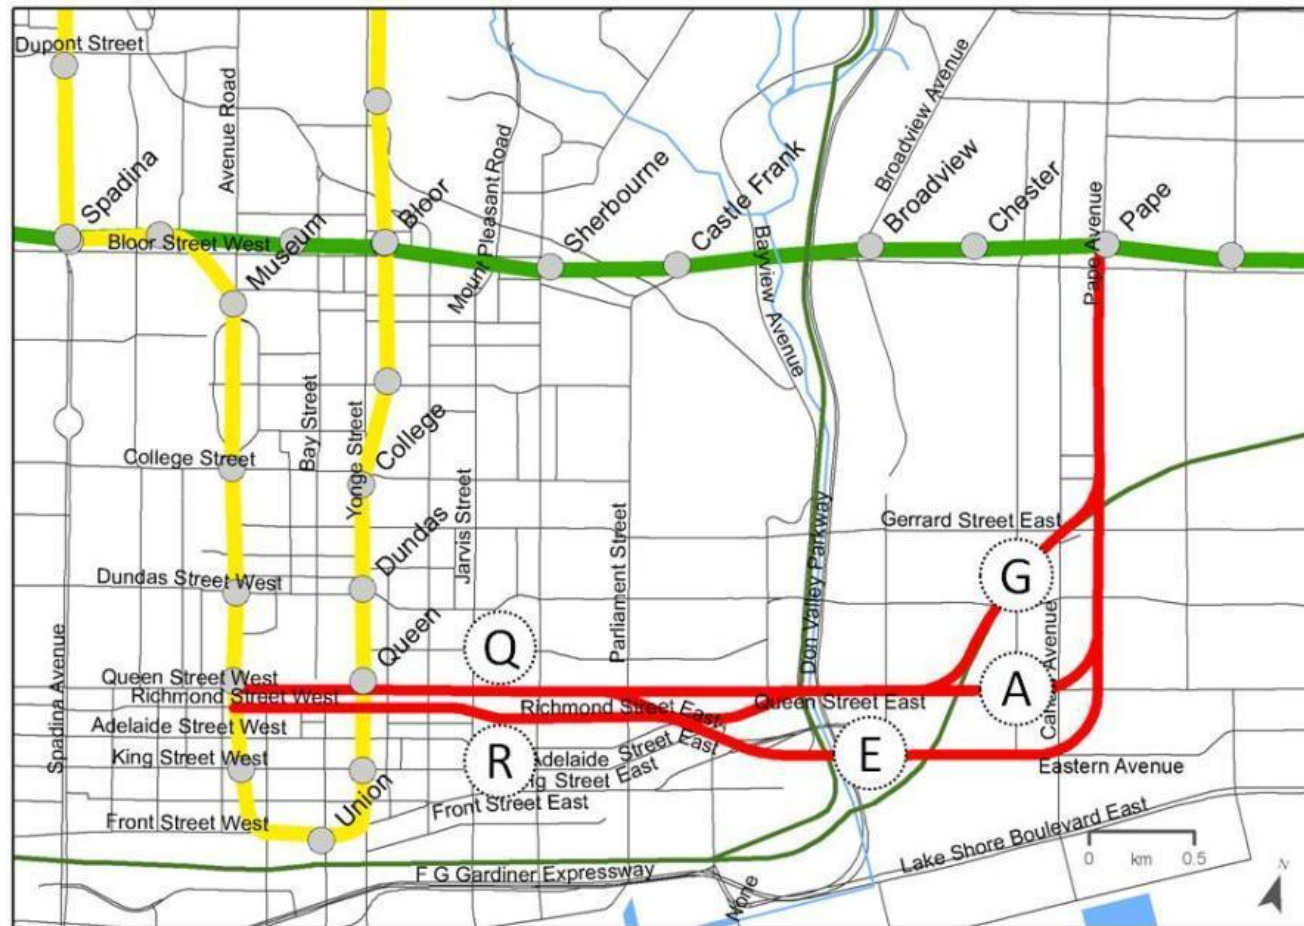 Dupont Street
Avenue Road
Spadina
Bloor Street West
Museum
Bloor
Mount Pleasant Road
Sherbourne
Castle Frank
Bayview Avenue
Broadview Avenue
Broadview
Chester
Pape Avenue
Pape
Bay Street
Yonge Street
College
College Street
Jarvis Street
Dundas
Dundas Street West
Parliament Street
Don Valley Parkway
Gerrard Street East
G
Q
Queen
Spadina Avenue
Queen Street West
Richmond Street West
Richmond Street East
Queen Street East
A
Avenue
Adelaide Street West
Adelaide Street East
King Street West
R
Street East
E
Eastern Avenue
Union
Front Street West
Front Street East
F G Gardiner Expressway
None
Lake Shore Boulevard East
0 km 0.5
N